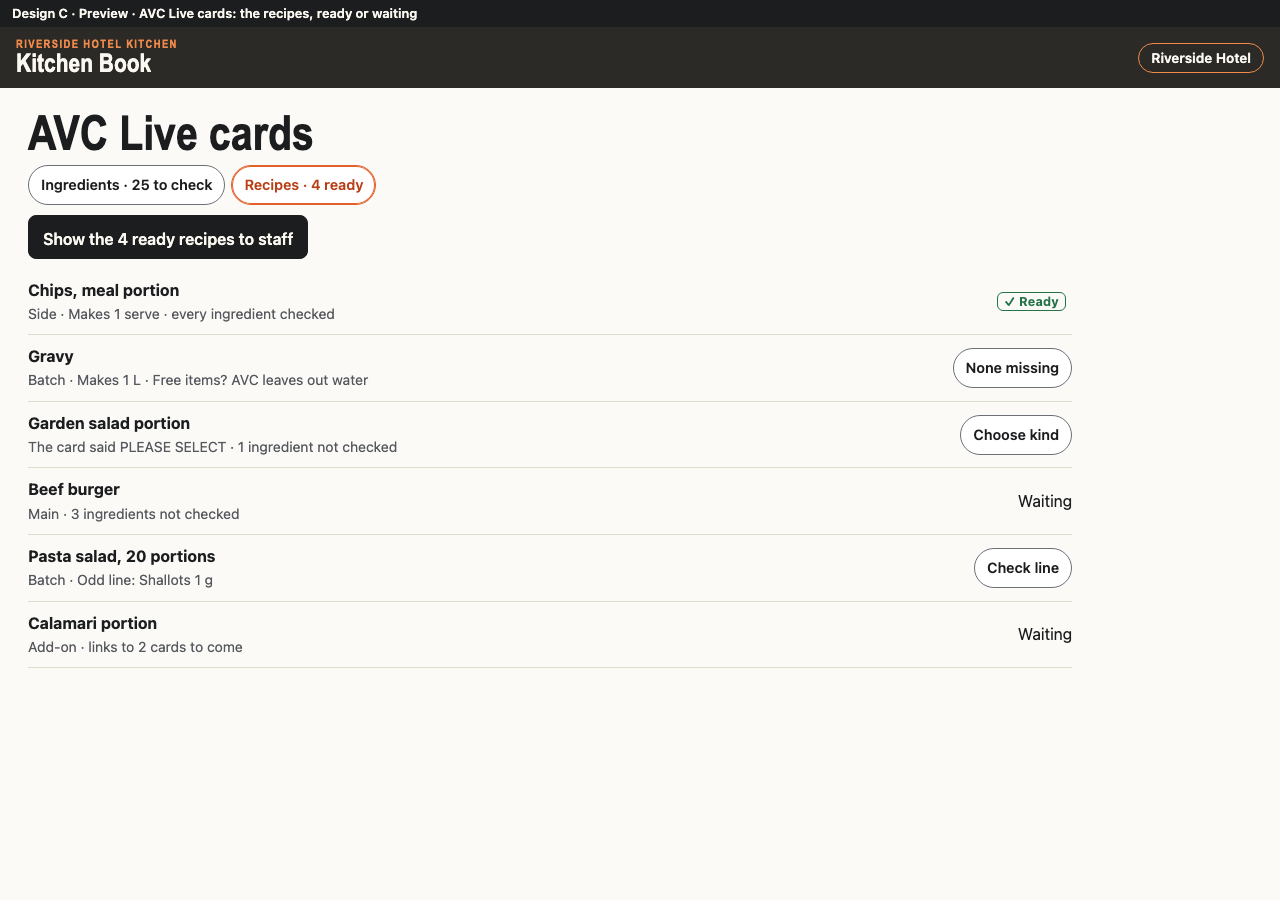 Design C · Preview · AVC Live cards: the recipes, ready or waiting
RIVERSIDE HOTEL KITCHEN
Kitchen Book
Riverside Hotel
AVC Live cards
Ingredients · 25 to check
Recipes · 4 ready
Show the 4 ready recipes to staff
Chips, meal portion
Side · Makes 1 serve · every ingredient checked
✓ Ready
Gravy
Batch · Makes 1 L · Free items? AVC leaves out water
None missing
Garden salad portion
The card said PLEASE SELECT · 1 ingredient not checked
Choose kind
Beef burger
Main · 3 ingredients not checked
Waiting
Pasta salad, 20 portions
Batch · Odd line: Shallots 1 g
Check line
Calamari portion
Add-on · links to 2 cards to come
Waiting